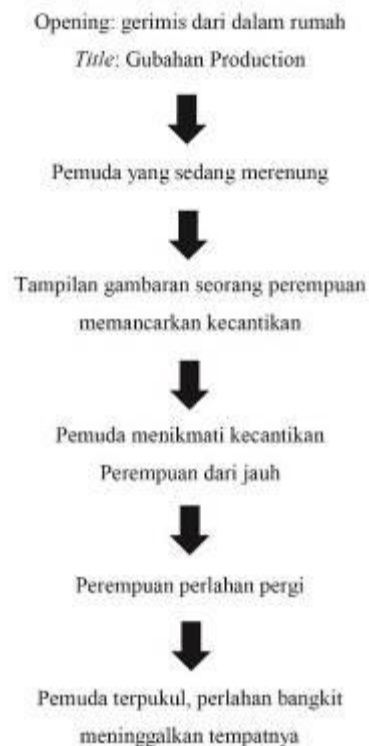 Opening: gerimis dari dalam rumah
Title: Gubahan Production
Pemuda yang sedang merenung
Tampilan gambaran seorang perempuan
memancarkan kecantikan
Pemuda menikmati kecantikan
Perempuan dari jauh
Perempuan perlahan pergi
Pemuda terpukul, perlahan bangkit
meninggalkan tempatnya